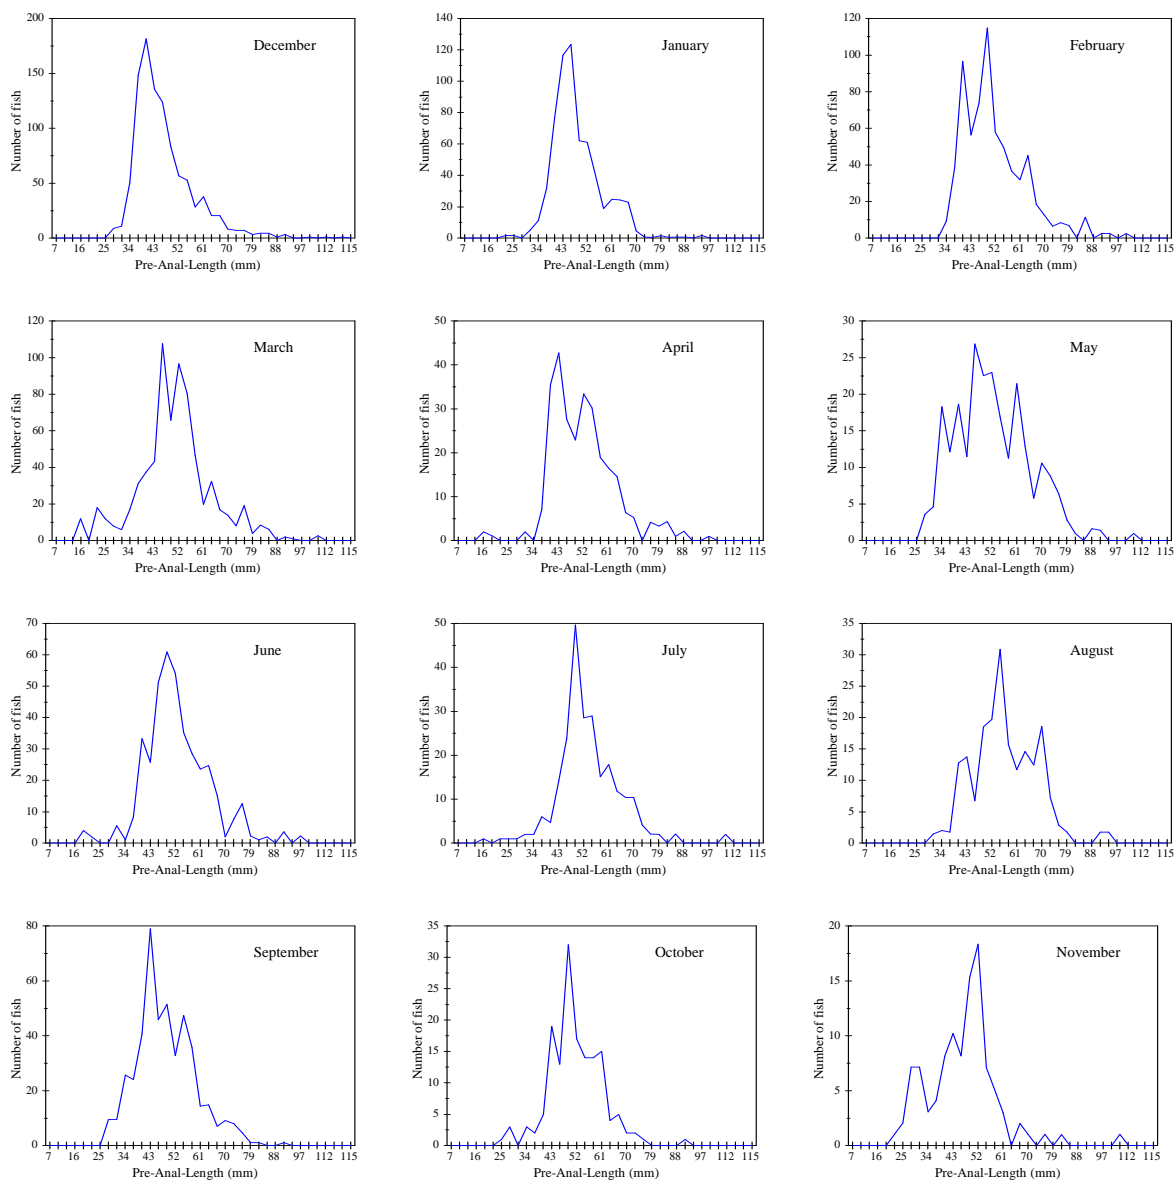 200
150
100
50
0
Number of fish
December
7 16 25 34 43 52 61 70 79 88 97 112 115
Pre-Anal-Length (mm)
140
120
100
80
60
40
20
0
Number of fish
January
7 16 25 34 43 52 61 70 79 88 97 112 115
Pre-Anal-Length (mm)
120
100
80
60
40
20
0
Number of fish
February
7 16 25 34 43 52 61 70 79 88 97 112 115
Pre-Anal-Length (mm)
120
100
80
60
40
20
0
Number of fish
March
7 16 25 34 43 52 61 70 79 88 97 112 115
Pre-Anal-Length (mm)
50
40
30
20
10
0
Number of fish
April
7 16 25 34 43 52 61 70 79 88 97 112 115
Pre-Anal-Length (mm)
30
25
20
15
10
5
0
Number of fish
May
7 16 25 34 43 52 61 70 79 88 97 112 115
Pre-Anal-Length (mm)
70
60
50
40
30
20
10
0
Number of fish
June
7 16 25 34 43 52 61 70 79 88 97 112 115
Pre-Anal-Length (mm)
50
40
30
20
10
0
Number of fish
July
7 16 25 34 43 52 61 70 79 88 97 112 115
Pre-Anal-Length (mm)
35
30
25
20
15
10
5
0
Number of fish
August
7 16 25 34 43 52 61 70 79 88 97 112 115
Pre-Anal-Length (mm)
80
60
40
20
0
Number of fish
September
7 16 25 34 43 52 61 70 79 88 97 112 115
Pre-Anal-Length (mm)
35
30
25
20
15
10
5
0
Number of fish
October
7 16 25 34 43 52 61 70 79 88 97 112 115
Pre-Anal-Length (mm)
20
15
10
5
0
Number of fish
November
7 16 25 34 43 52 61 70 79 88 97 112 115
Pre-Anal-Length (mm)